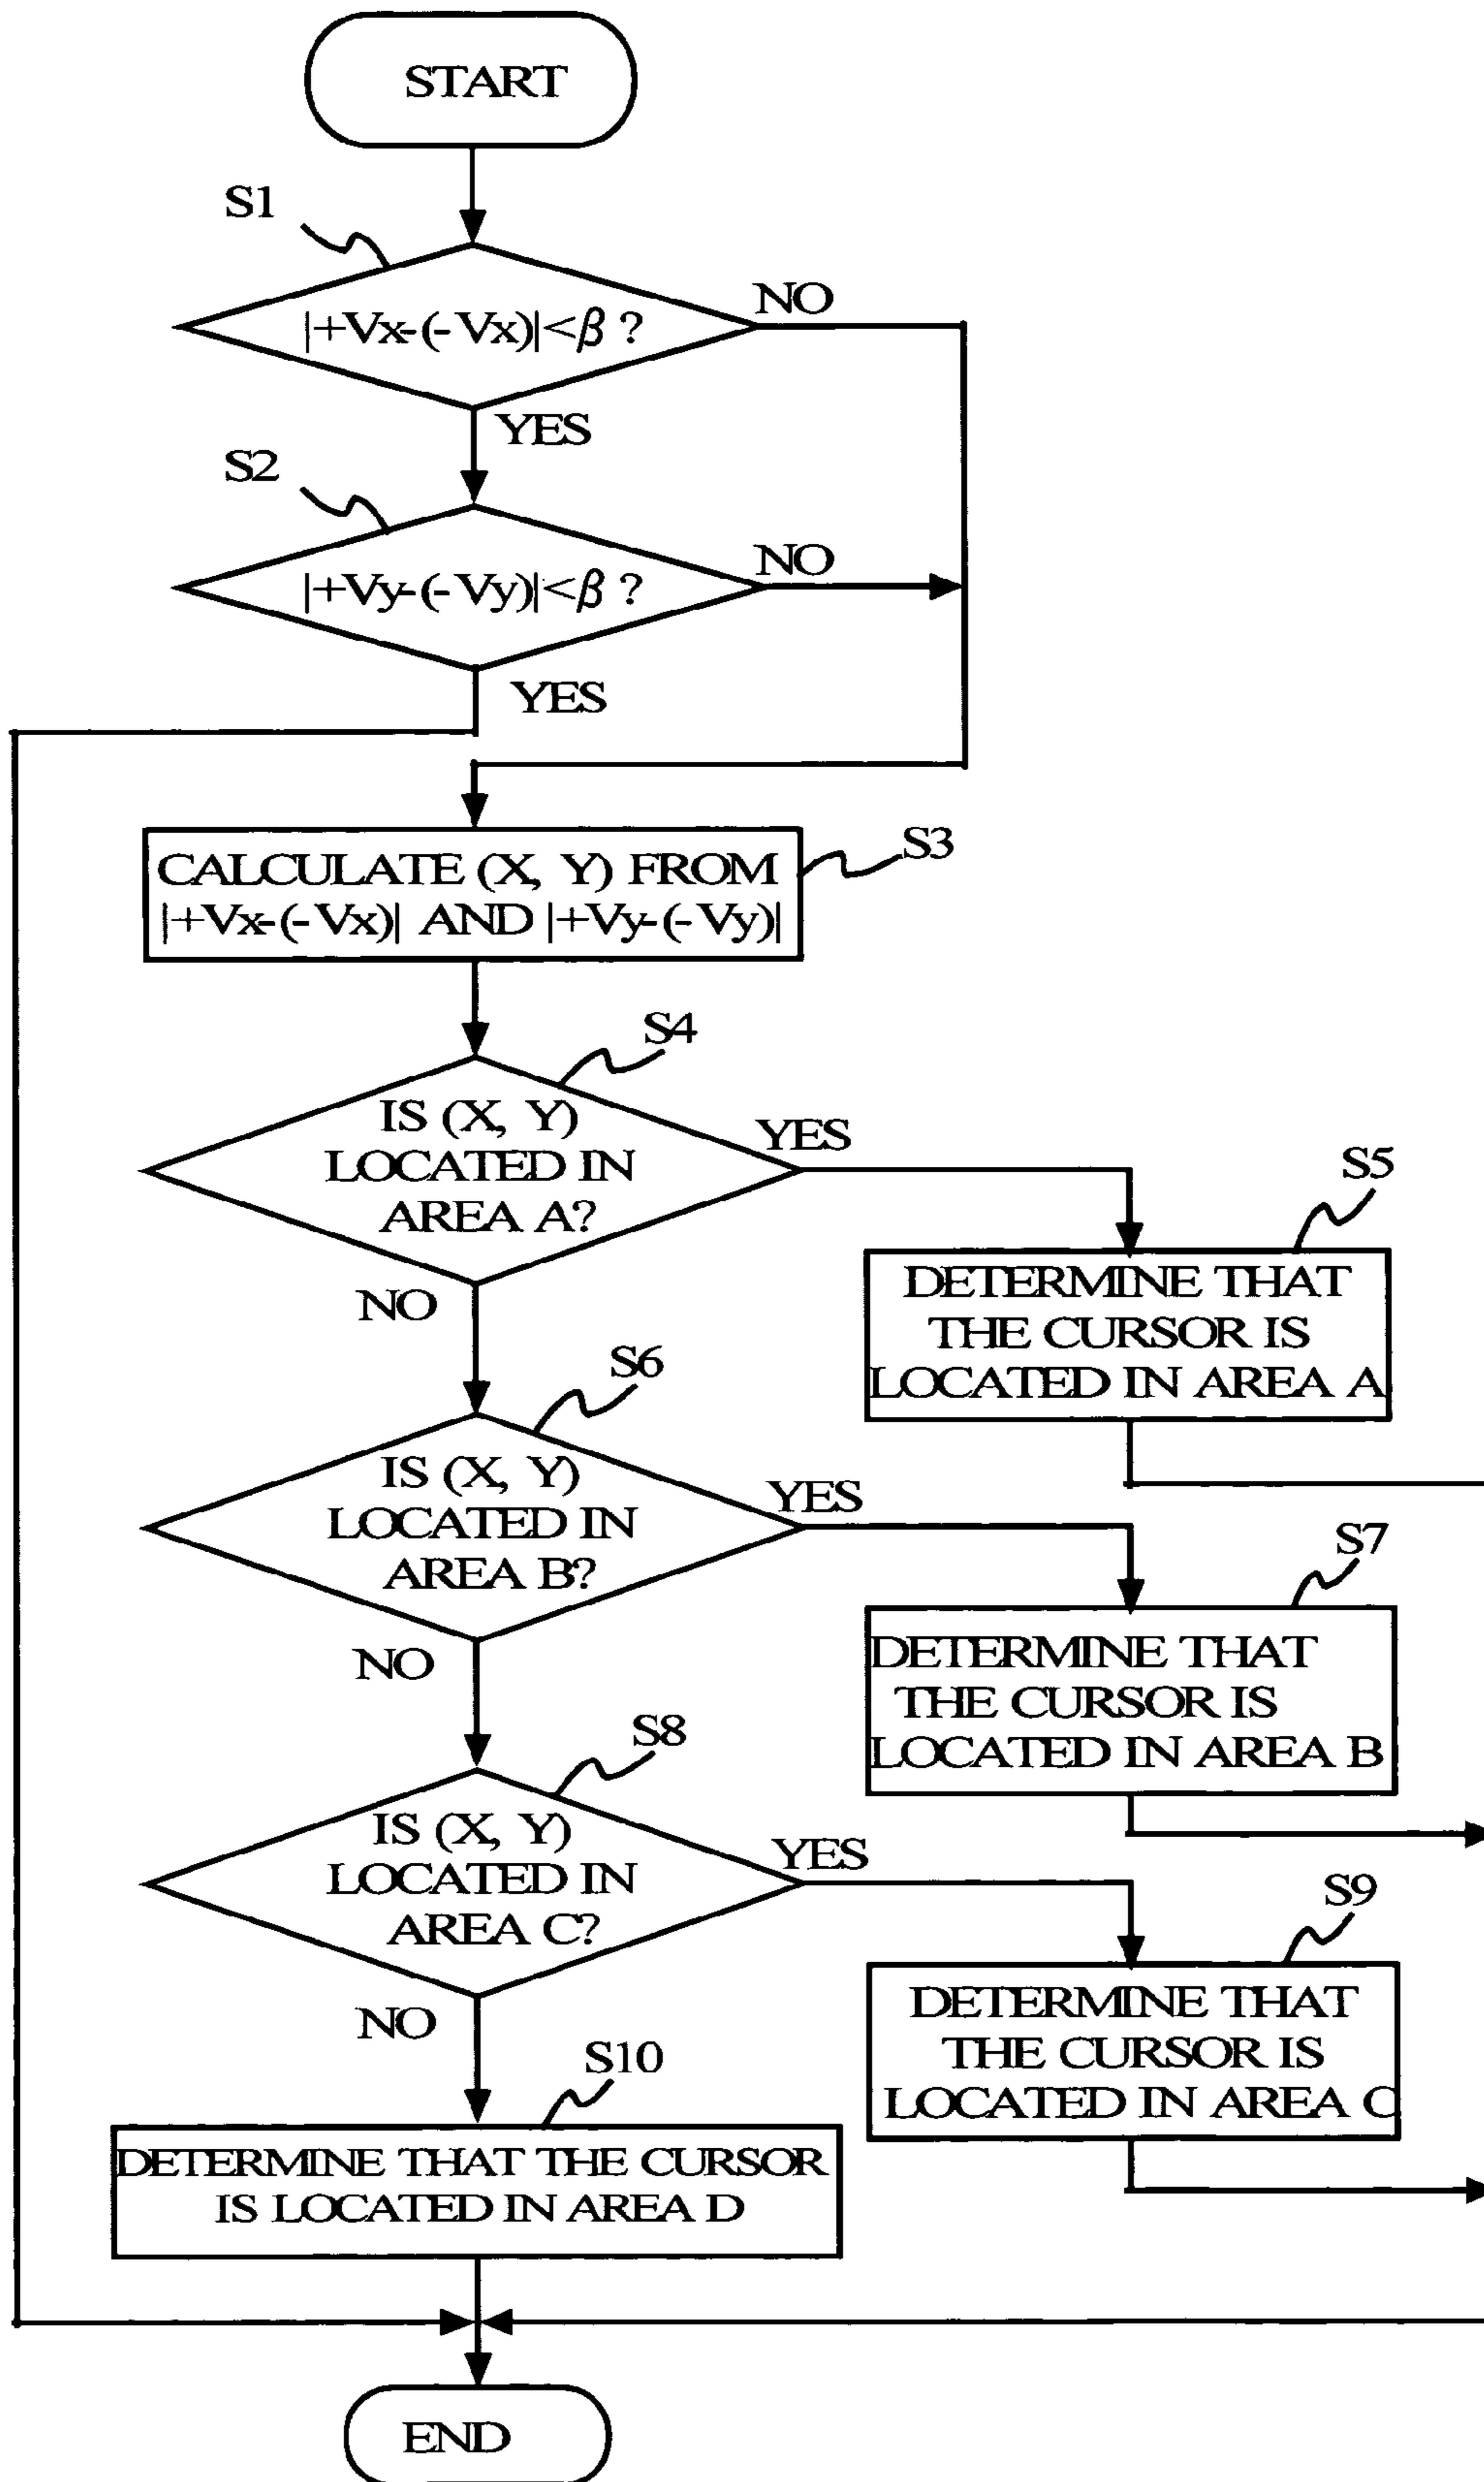 START
S1
|+Vx-(-Vx)|<β ?
NO
YES
S2
|+Vy-(-Vy)|<β ?
NO
YES
S3
CALCULATE (X, Y) FROM
|+Vx-(-Vx)| AND |+Vy-(-Vy)|
S4
IS (X, Y)
LOCATED IN
AREA A?
YES
NO
S5
DETERMINE THAT
THE CURSOR IS
LOCATED IN AREA A
S6
IS (X, Y)
LOCATED IN
AREA B?
YES
NO
S7
DETERMINE THAT
THE CURSOR IS
LOCATED IN AREA B
S8
IS (X, Y)
LOCATED IN
AREA C?
YES
NO
S9
DETERMINE THAT
THE CURSOR IS
LOCATED IN AREA C
S10
DETERMINE THAT THE CURSOR
IS LOCATED IN AREA D
END